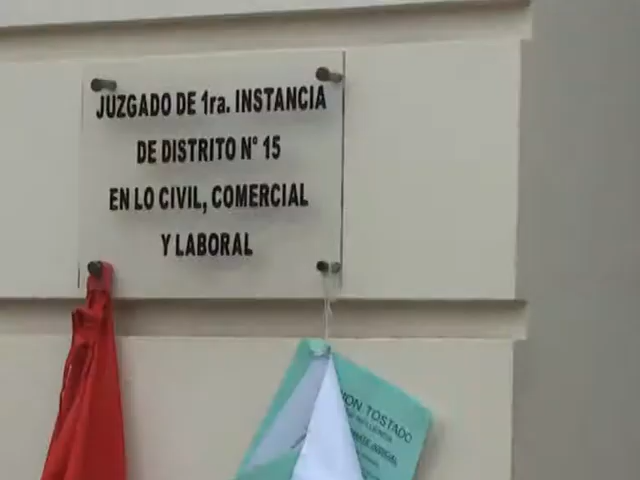 JUZGADO DE 1ra. INSTANCIA
DE DISTRITO N° 15
EN LO CIVIL, COMERCIAL
Y LABORAL
TOSTADO